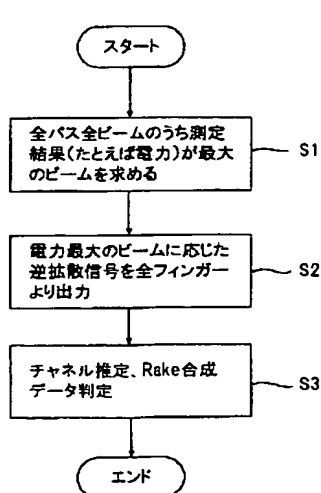 スタート
全パス全ビームのうち測定
結果(たとえば電力)が最大
のビームを求める
S1
電力最大のビームに応じた
逆拡散信号を全フィンガー
より出力
S2
チャネル推定、Rake合成
データ判定
S3
エンド